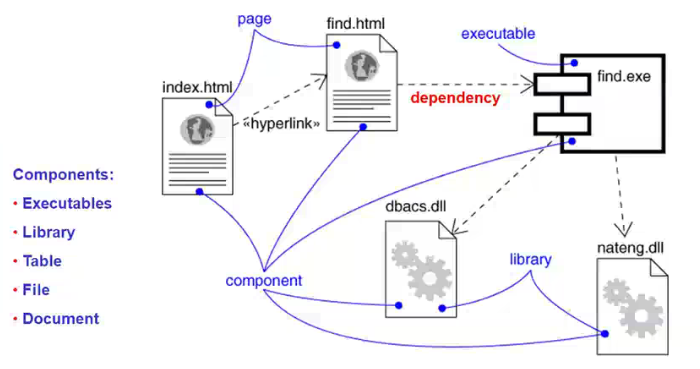 page
find.html
executable
index.html
find.exe
dependency
«hyperlink»
Components:
• Executables
• Library
• Table
• File
• Document
dbacs.dll
library
nateng.dll
component